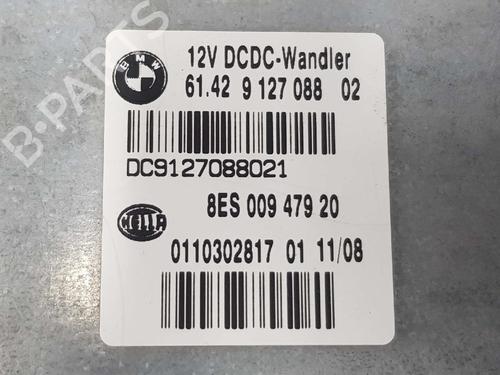 BMW
12V DCDC-Wandler
61.42 9 127 088 02
DC9127088021
8ES 009 479 20
HELLA
0110302817 01 11/08
B-PARTS